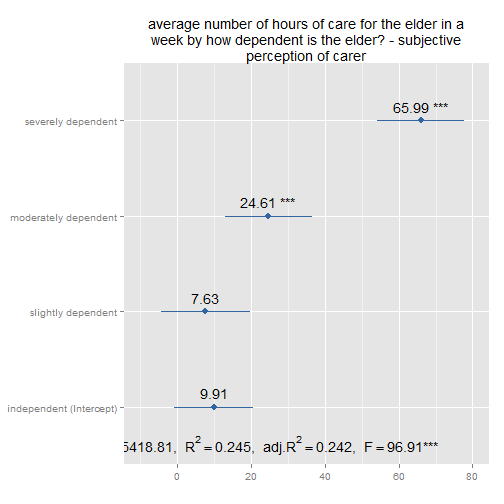 average number of hours of care for the elder in a
week by how dependent is the elder? - subjective
perception of carer
severely dependent
65.99 ***
moderately dependent
24.61 ***
slightly dependent
7.63
independent (Intercept)
9.91
5418.81, R² = 0.245, adj.R² = 0.242, F = 96.91***
0 20 40 60 80